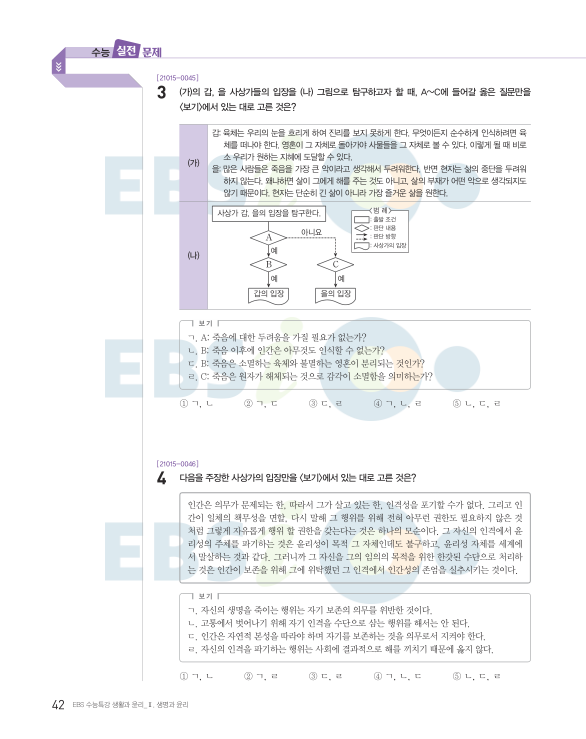 수능 실전 문제
[21015-0045]
3 (가)의 갑, 을 사상가들의 입장을 (나) 그림으로 탐구하고자 할 때, A~C에 들어갈 옳은 질문만을
<보기>에서 있는 대로 고른 것은?
(가)
갑: 육체는 우리의 눈을 흐리게 하여 진리를 보지 못하게 한다. 무엇이든지 순수하게 인식하려면 육
체를 떠나야 한다. 영혼이 그 자체로 돌아가야 사물들을 그 자체로 볼 수 있다. 이렇게 될 때 비로
소 우리가 원하는 지혜에 도달할 수 있다.
을: 많은 사람들은 죽음을 가장 큰 악이라고 생각해서 두려워한다. 반면 현자는 삶의 중단을 두려워
하지 않는다. 왜냐하면 삶이 그에게 해를 주는 것도 아니고, 삶의 부재가 어떤 악으로 생각되지도
않기 때문이다. 현자는 단순히 긴 삶이 아니라 가장 즐거운 삶을 원한다.
(나)
사상가 갑, 을의 입장을 탐구한다.
A
아니요
예
B
C
예
예
갑의 입장
을의 입장
<범 례>
: 출발 조건
: 판단 내용
: 판단 방향
: 사상가의 입장
보기
ㄱ. A: 죽음에 대한 두려움을 가질 필요가 없는가?
ㄴ. B: 죽음 이후에 인간은 아무것도 인식할 수 없는가?
ㄷ. B: 죽음은 소멸하는 육체와 불멸하는 영혼이 분리되는 것인가?
ㄹ. C: 죽음은 원자가 해체되는 것으로 감각이 소멸함을 의미하는가?
① ㄱ, ㄴ ② ㄱ, ㄷ ③ ㄷ, ㄹ ④ ㄱ, ㄴ, ㄹ ⑤ ㄴ, ㄷ, ㄹ
[21015-0046]
4 다음을 주장한 사상가의 입장만을 <보기>에서 있는 대로 고른 것은?
인간은 의무가 문제되는 한, 따라서 그가 살고 있는 한, 인격성을 포기할 수가 없다. 그리고 인
간이 일체의 책무성을 면함, 다시 말해 그 행위를 위해 전혀 아무런 권한도 필요하지 않은 것
처럼 그렇게 자유롭게 행위 할 권한을 갖는다는 것은 하나의 모순이다. 그 자신의 인격에서 윤
리성의 주체를 파기하는 것은 윤리성이 목적 그 자체인데도 불구하고, 윤리성 자체를 세계에
서 말살하는 것과 같다. 그러니까 그 자신을 그의 임의의 목적을 위한 한갓된 수단으로 처리하
는 것은 인간이 보존을 위해 그에 위탁했던 그 인격에서 인간성의 존엄을 실추시키는 것이다.
보기
ㄱ. 자신의 생명을 죽이는 행위는 자기 보존의 의무를 위반한 것이다.
ㄴ. 고통에서 벗어나기 위해 자기 인격을 수단으로 삼는 행위를 해서는 안 된다.
ㄷ. 인간은 자연적 본성을 따라야 하며 자기를 보존하는 것을 의무로서 지켜야 한다.
ㄹ. 자신의 인격을 파기하는 행위는 사회에 결과적으로 해를 끼치기 때문에 옳지 않다.
① ㄱ, ㄴ ② ㄱ, ㄹ ③ ㄷ, ㄹ ④ ㄱ, ㄴ, ㄷ ⑤ ㄴ, ㄷ, ㄹ
42 EBS 수능특강 생활과 윤리_Ⅱ. 생명과 윤리
EBSi
EBSi
EBSi